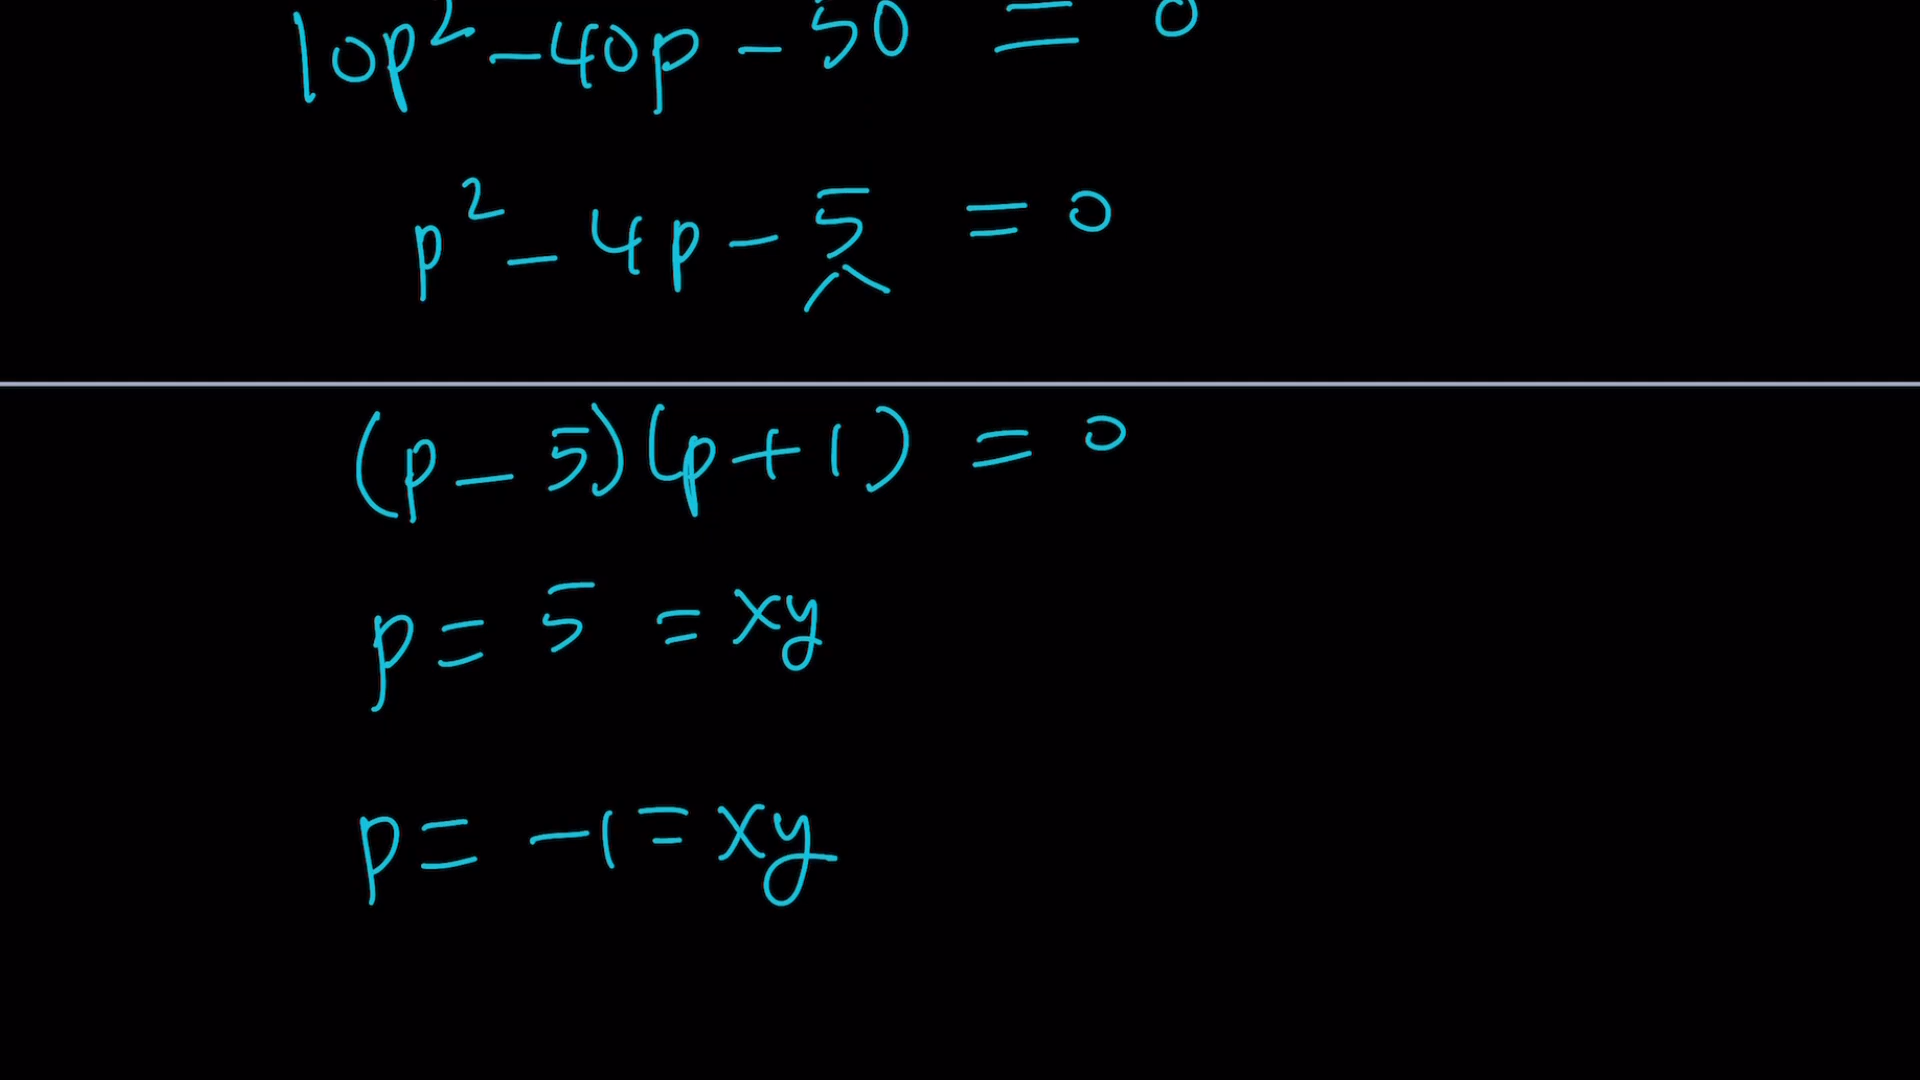 10p² - 40p - 50 = 0
p² - 4p - 5 = 0
(p - 5)(p + 1) = 0
p = 5 = xy
p = -1 = xy